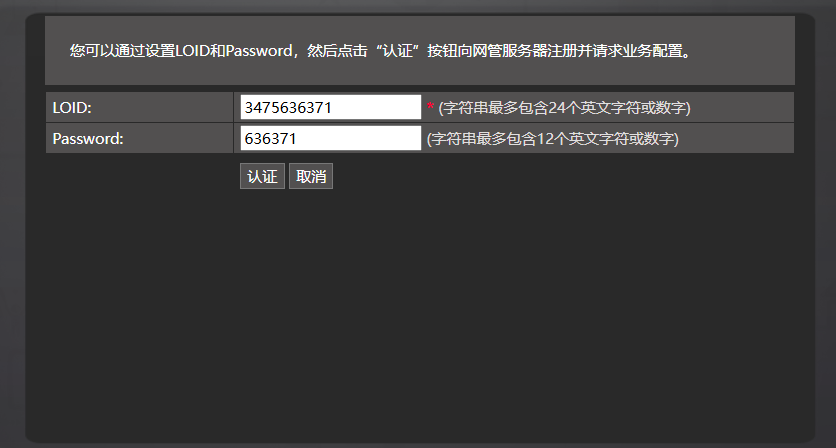 您可以通过设置LOID和Password，然后点击“认证”按钮向网管服务器注册并请求业务配置。
LOID: 3475636371 * (字符串最多包含24个英文字符或数字)
Password: 636371 (字符串最多包含12个英文字符或数字)
认证 取消